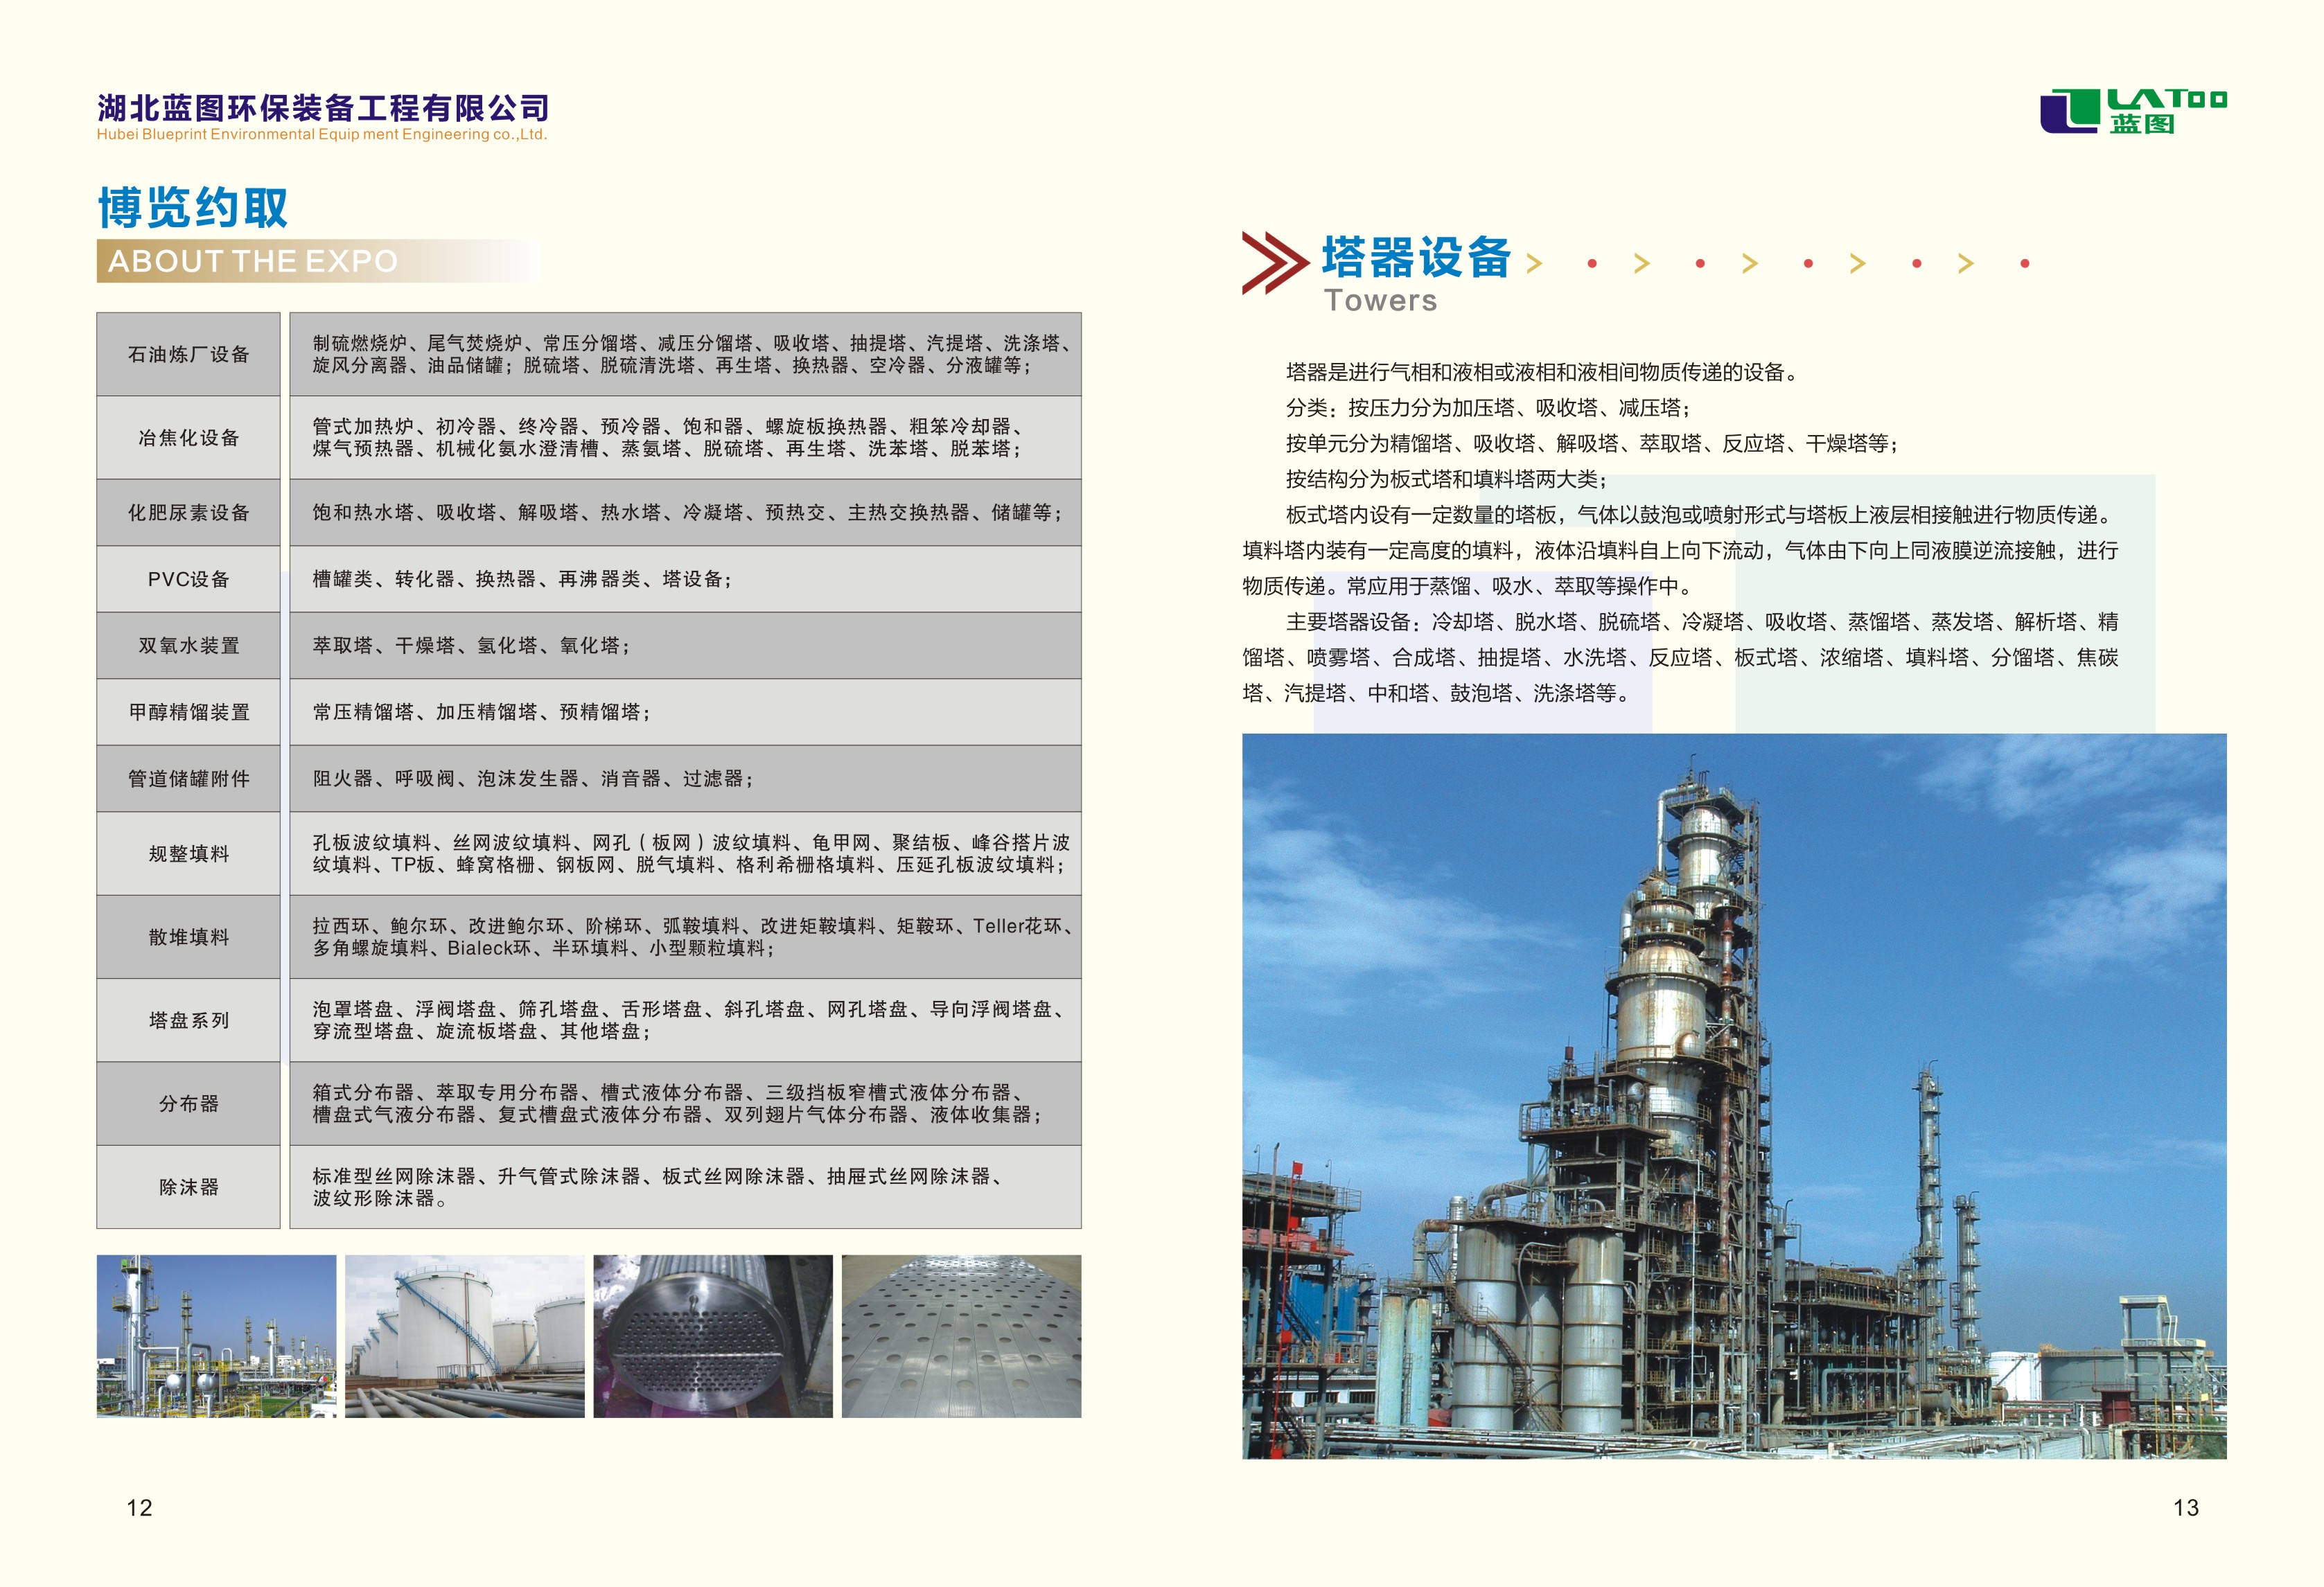 湖北蓝图环保装备工程有限公司
Hubei Blueprint Environmental Equip ment Engineering co.,Ltd.
博览约取
ABOUT THE EXPO
石油炼厂设备
制硫燃烧炉、尾气焚烧炉、常压分馏塔、减压分馏塔、吸收塔、抽提塔、汽提塔、洗涤塔、
旋风分离器、油品储罐；脱硫塔、脱硫清洗塔、再生塔、换热器、空冷器、分液罐等；
冶焦化设备
管式加热炉、初冷器、终冷器、预冷器、饱和器、螺旋板换热器、粗笨冷却器、
煤气预热器、机械化氨水澄清槽、蒸氨塔、脱硫塔、再生塔、洗苯塔、脱苯塔；
化肥尿素设备
饱和热水塔、吸收塔、解吸塔、热水塔、冷凝塔、预热交、主热交换热器、储罐等；
PVC设备
槽罐类、转化器、换热器、再沸器类、塔设备；
双氧水装置
萃取塔、干燥塔、氢化塔、氧化塔；
甲醇精馏装置
常压精馏塔、加压精馏塔、预精馏塔；
管道储罐附件
阻火器、呼吸阀、泡沫发生器、消音器、过滤器；
规整填料
孔板波纹填料、丝网波纹填料、网孔（板网）波纹填料、龟甲网、聚结板、峰谷搭片波
纹填料、TP板、蜂窝格栅、钢板网、脱气填料、格利希栅格填料、压延孔板波纹填料；
散堆填料
拉西环、鲍尔环、改进鲍尔环、阶梯环、弧鞍填料、改进矩鞍填料、矩鞍环、Teller花环、
多角螺旋填料、Bialeck环、半环填料、小型颗粒填料；
塔盘系列
泡罩塔盘、浮阀塔盘、筛孔塔盘、舌形塔盘、斜孔塔盘、网孔塔盘、导向浮阀塔盘、
穿流型塔盘、旋流板塔盘、其他塔盘；
分布器
箱式分布器、萃取专用分布器、槽式液体分布器、三级挡板窄槽式液体分布器、
槽盘式气液分布器、复式槽盘式液体分布器、双列翅片气体分布器、液体收集器；
除沫器
标准型丝网除沫器、升气管式除沫器、板式丝网除沫器、抽屉式丝网除沫器、
波纹形除沫器。
12
LATOO
蓝图
塔器设备
Towers
塔器是进行气相和液相或液相和液相间物质传递的设备。
分类：按压力分为加压塔、吸收塔、减压塔；
按单元分为精馏塔、吸收塔、解吸塔、萃取塔、反应塔、干燥塔等；
按结构分为板式塔和填料塔两大类；
板式塔内设有一定数量的塔板，气体以鼓泡或喷射形式与塔板上液层相接触进行物质传递。
填料塔内装有一定高度的填料，液体沿填料自上向下流动，气体由下向上同液膜逆流接触，进行
物质传递。常应用于蒸馏、吸水、萃取等操作中。
主要塔器设备：冷却塔、脱水塔、脱硫塔、冷凝塔、吸收塔、蒸馏塔、蒸发塔、解析塔、精
馏塔、喷雾塔、合成塔、抽提塔、水洗塔、反应塔、板式塔、浓缩塔、填料塔、分馏塔、焦碳
塔、汽提塔、中和塔、鼓泡塔、洗涤塔等。
13